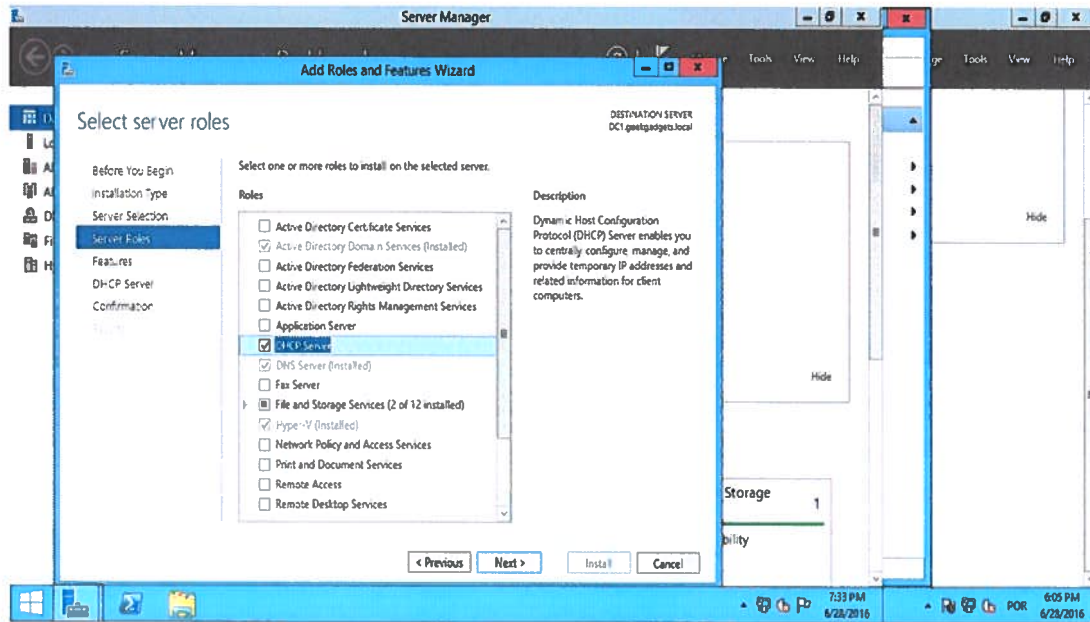 Server Manager
Tools View Help
Tools View Help
Add Roles and Features Wizard
Select server roles
DESTINATION SERVER
DC1.geekgadgets.local
Before You Begin
Installation Type
Server Selection
Server Roles
Features
DHCP Server
Confirmation
Select one or more roles to install on the selected server.
Roles
Active Directory Certificate Services
Active Directory Domain Services (Installed)
Active Directory Federation Services
Active Directory Lightweight Directory Services
Active Directory Rights Management Services
Application Server
DHCP Server
DNS Server (Installed)
Fax Server
File and Storage Services (2 of 12 installed)
Hyper-V (Installed)
Network Policy and Access Services
Print and Document Services
Remote Access
Remote Desktop Services
Description
Dynamic Host Configuration
Protocol (DHCP) Server enables you
to centrally configure, manage, and
provide temporary IP addresses and
related information for client
computers.
< Previous
Next >
Install
Cancel
Hide
Hide
Storage
1
7:33 PM
6/28/2016
POR
6:05 PM
6/28/2016